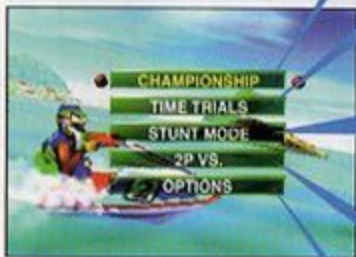 CHAMPIONSHIP
TIME TRIALS
STUNT MODE
2P VS.
OPTIONS